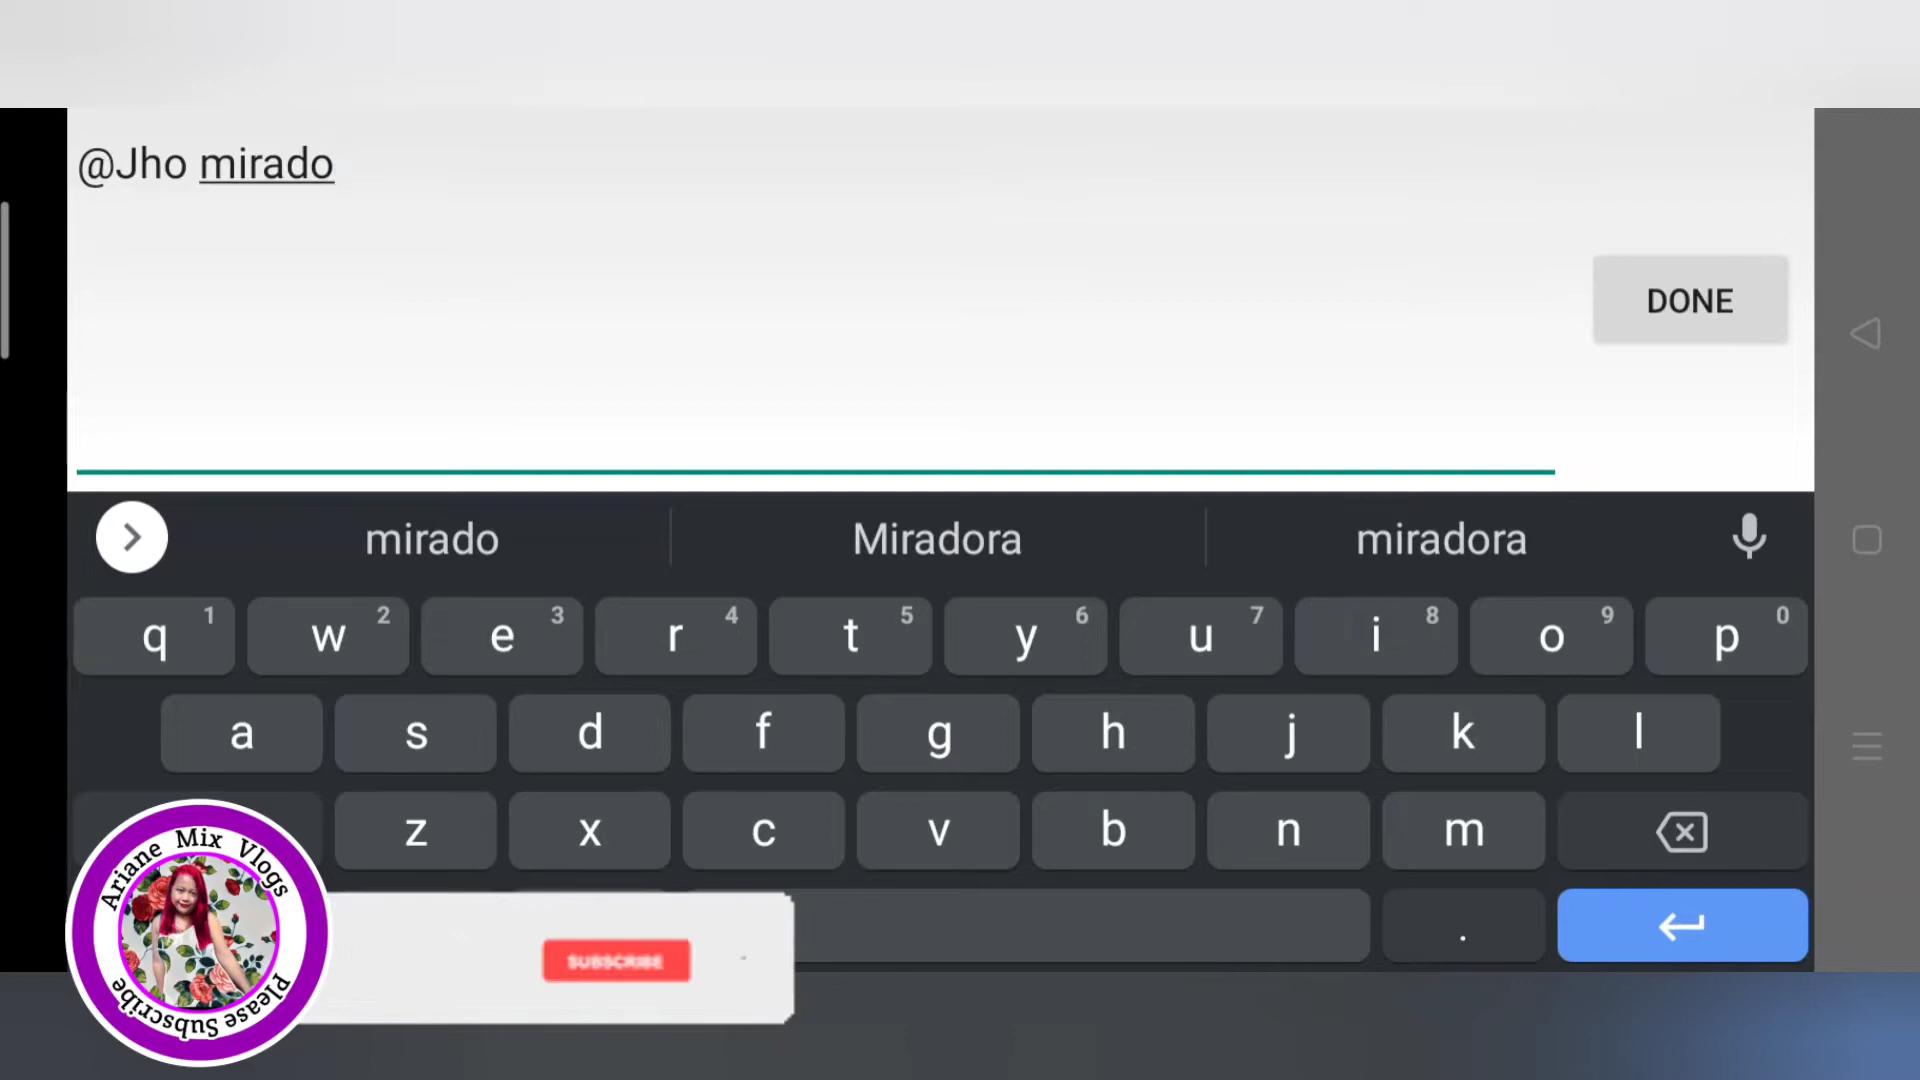 @Jho mirado
DONE
mirado Miradora miradora
q 1 w 2 e 3 r 4 t 5 y 6 u 7 i 8 o 9 p 0
a s d f g h j k l
z x c v b n m
.
Ariane Mix Vlogs
Please Subscribe
SUBSCRIBE